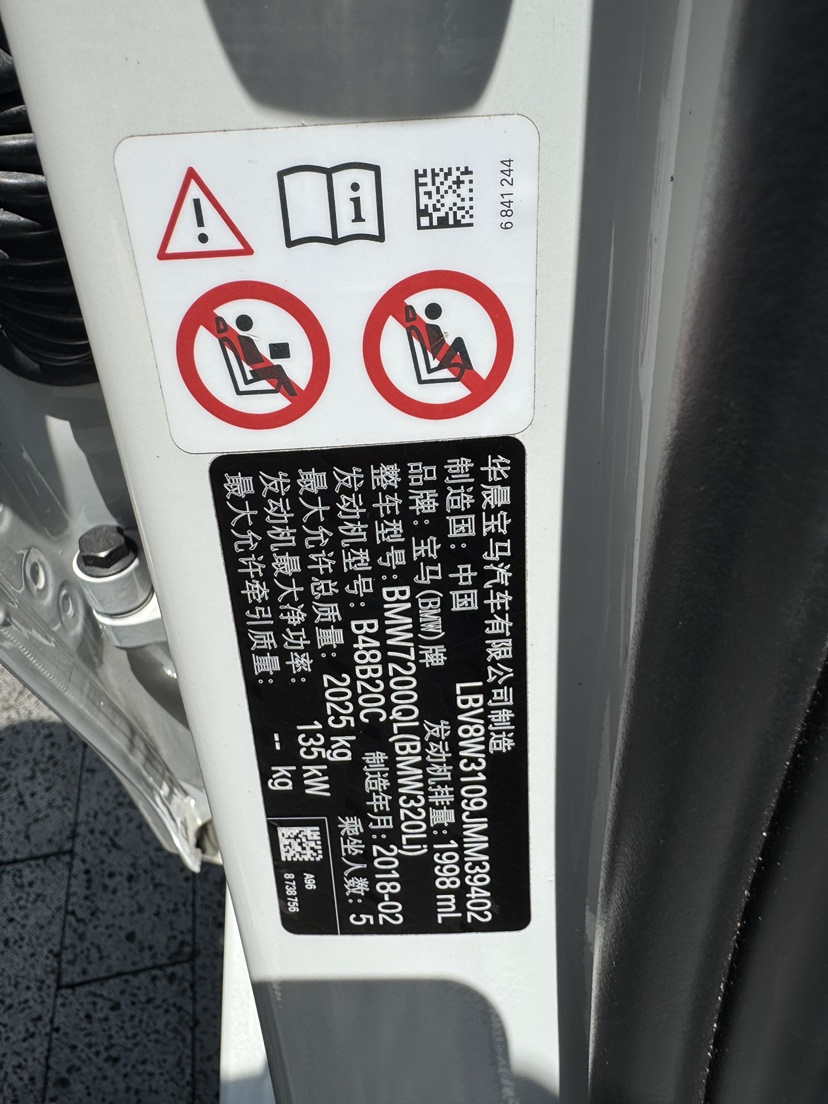 6 841 244
华晨宝马汽车有限公司制造
制造国：中国 LBV8W3109JMM39402
品牌：宝马(BMW)牌 发动机排量：1998 mL
整车型号：BMW7200QL(BMW320Li)
发动机型号：B48B20C 制造年月：2018-02
最大允许总质量：2025 kg 乘坐人数：5
发动机最大净功率：135 kW
最大允许牵引质量：-- kg
A96
8 738 756